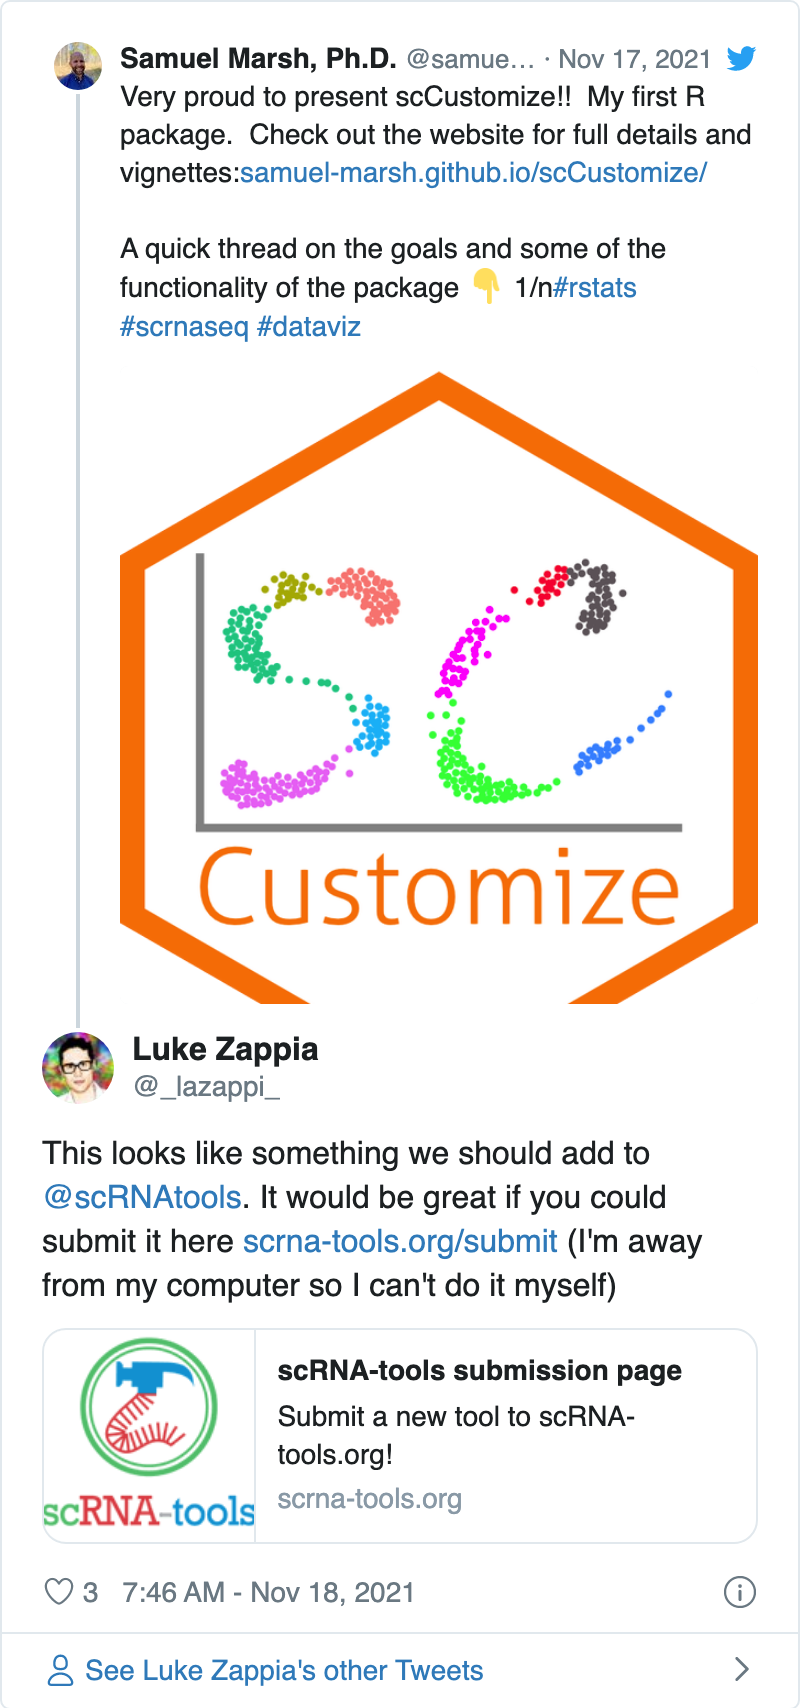 Samuel Marsh, Ph.D. @samue… · Nov 17, 2021
Very proud to present scCustomize!!  My first R
package.  Check out the website for full details and
vignettes:samuel-marsh.github.io/scCustomize/
A quick thread on the goals and some of the
functionality of the package 👇 1/n#rstats
#scrnaseq #dataviz
SC
Customize
Luke Zappia
@_lazappi_
This looks like something we should add to
@scRNAtools. It would be great if you could
submit it here scrna-tools.org/submit (I'm away
from my computer so I can't do it myself)
scRNA-tools
scRNA-tools submission page
Submit a new tool to scRNA-
tools.org!
scrna-tools.org
3 7:46 AM - Nov 18, 2021
See Luke Zappia's other Tweets